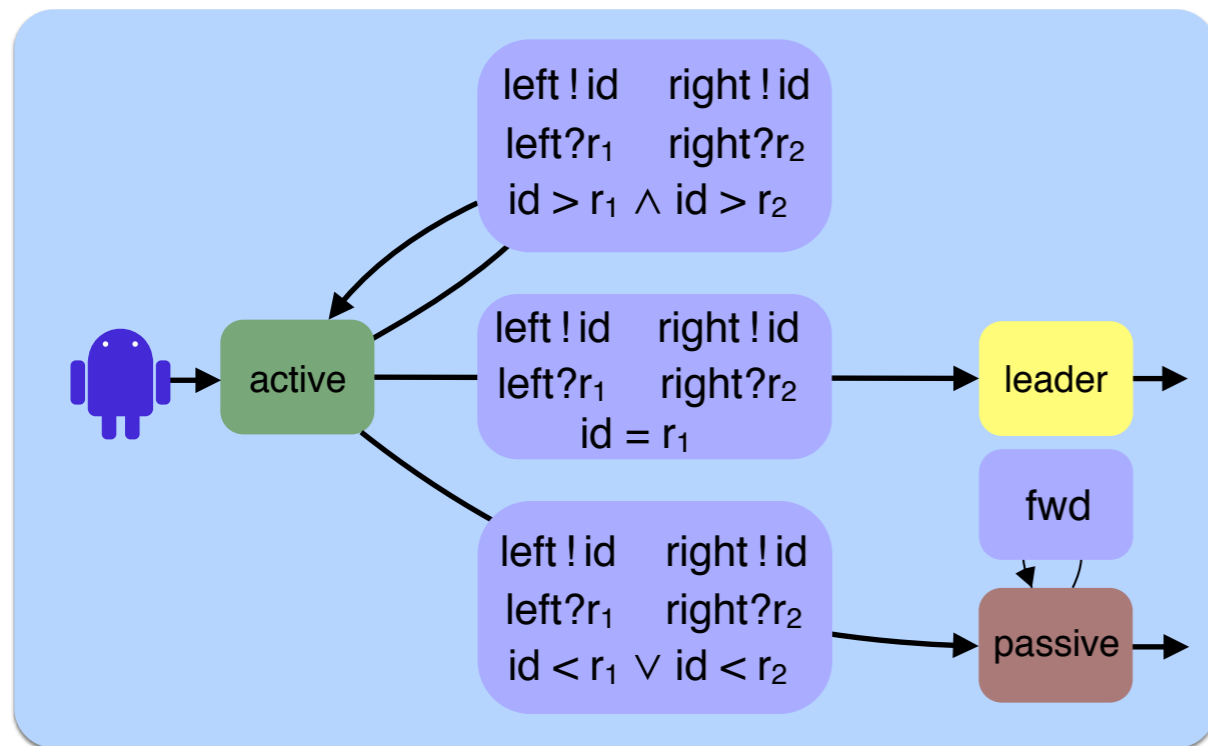 left ! id right ! id
left?r₁ right?r₂
id > r₁ ∧ id > r₂
active
left ! id right ! id
left?r₁ right?r₂
id = r₁
leader
fwd
left ! id right ! id
left?r₁ right?r₂
id < r₁ ∨ id < r₂
passive